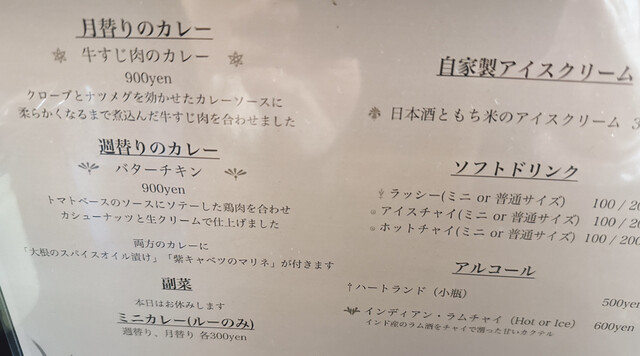 月替りのカレー
牛すじ肉のカレー
900yen
クローブとナツメグを効かせたカレーソースに
柔らかくなるまで煮込んだ牛すじ肉を合わせました
週替りのカレー
バターチキン
900yen
トマトベースのソースにソテーした鶏肉を合わせ
カシューナッツと生クリームで仕上げました
両方のカレーに
「大根のスパイスオイル漬け」「紫キャベツのマリネ」が付きます
副菜
本日はお休みします
ミニカレー(ルーのみ)
週替り、月替り 各300yen
自家製アイスクリーム
日本酒ともち米のアイスクリーム 3
ソフトドリンク
ラッシー(ミニ or 普通サイズ) 100 / 20
アイスチャイ(ミニ or 普通サイズ) 100 / 20
ホットチャイ(ミニ or 普通サイズ) 100 / 200
アルコール
ハートランド（小瓶） 500yen
インディアン・ラムチャイ（Hot or Ice） 600yen
インド産のラム酒をチャイで割った甘いカクテル